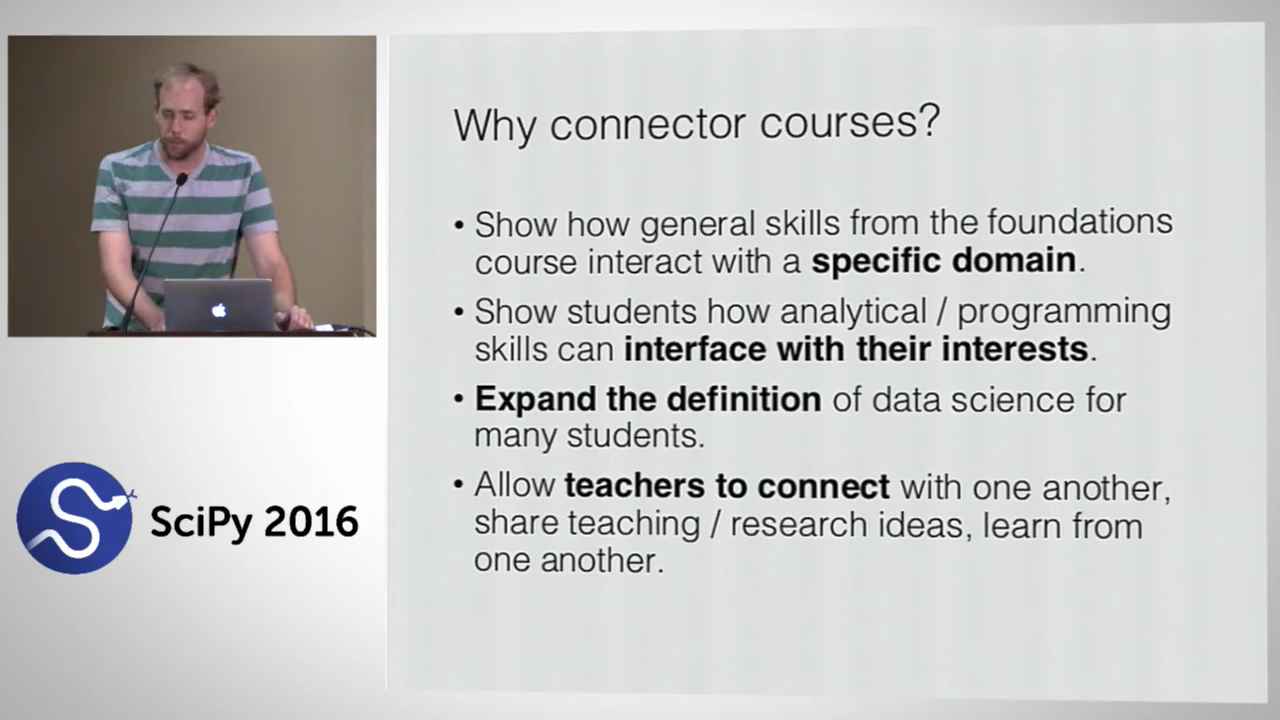 Why connector courses?
• Show how general skills from the foundations
course interact with a specific domain.
• Show students how analytical / programming
skills can interface with their interests.
• Expand the definition of data science for
many students.
• Allow teachers to connect with one another,
share teaching / research ideas, learn from
one another.
SciPy 2016